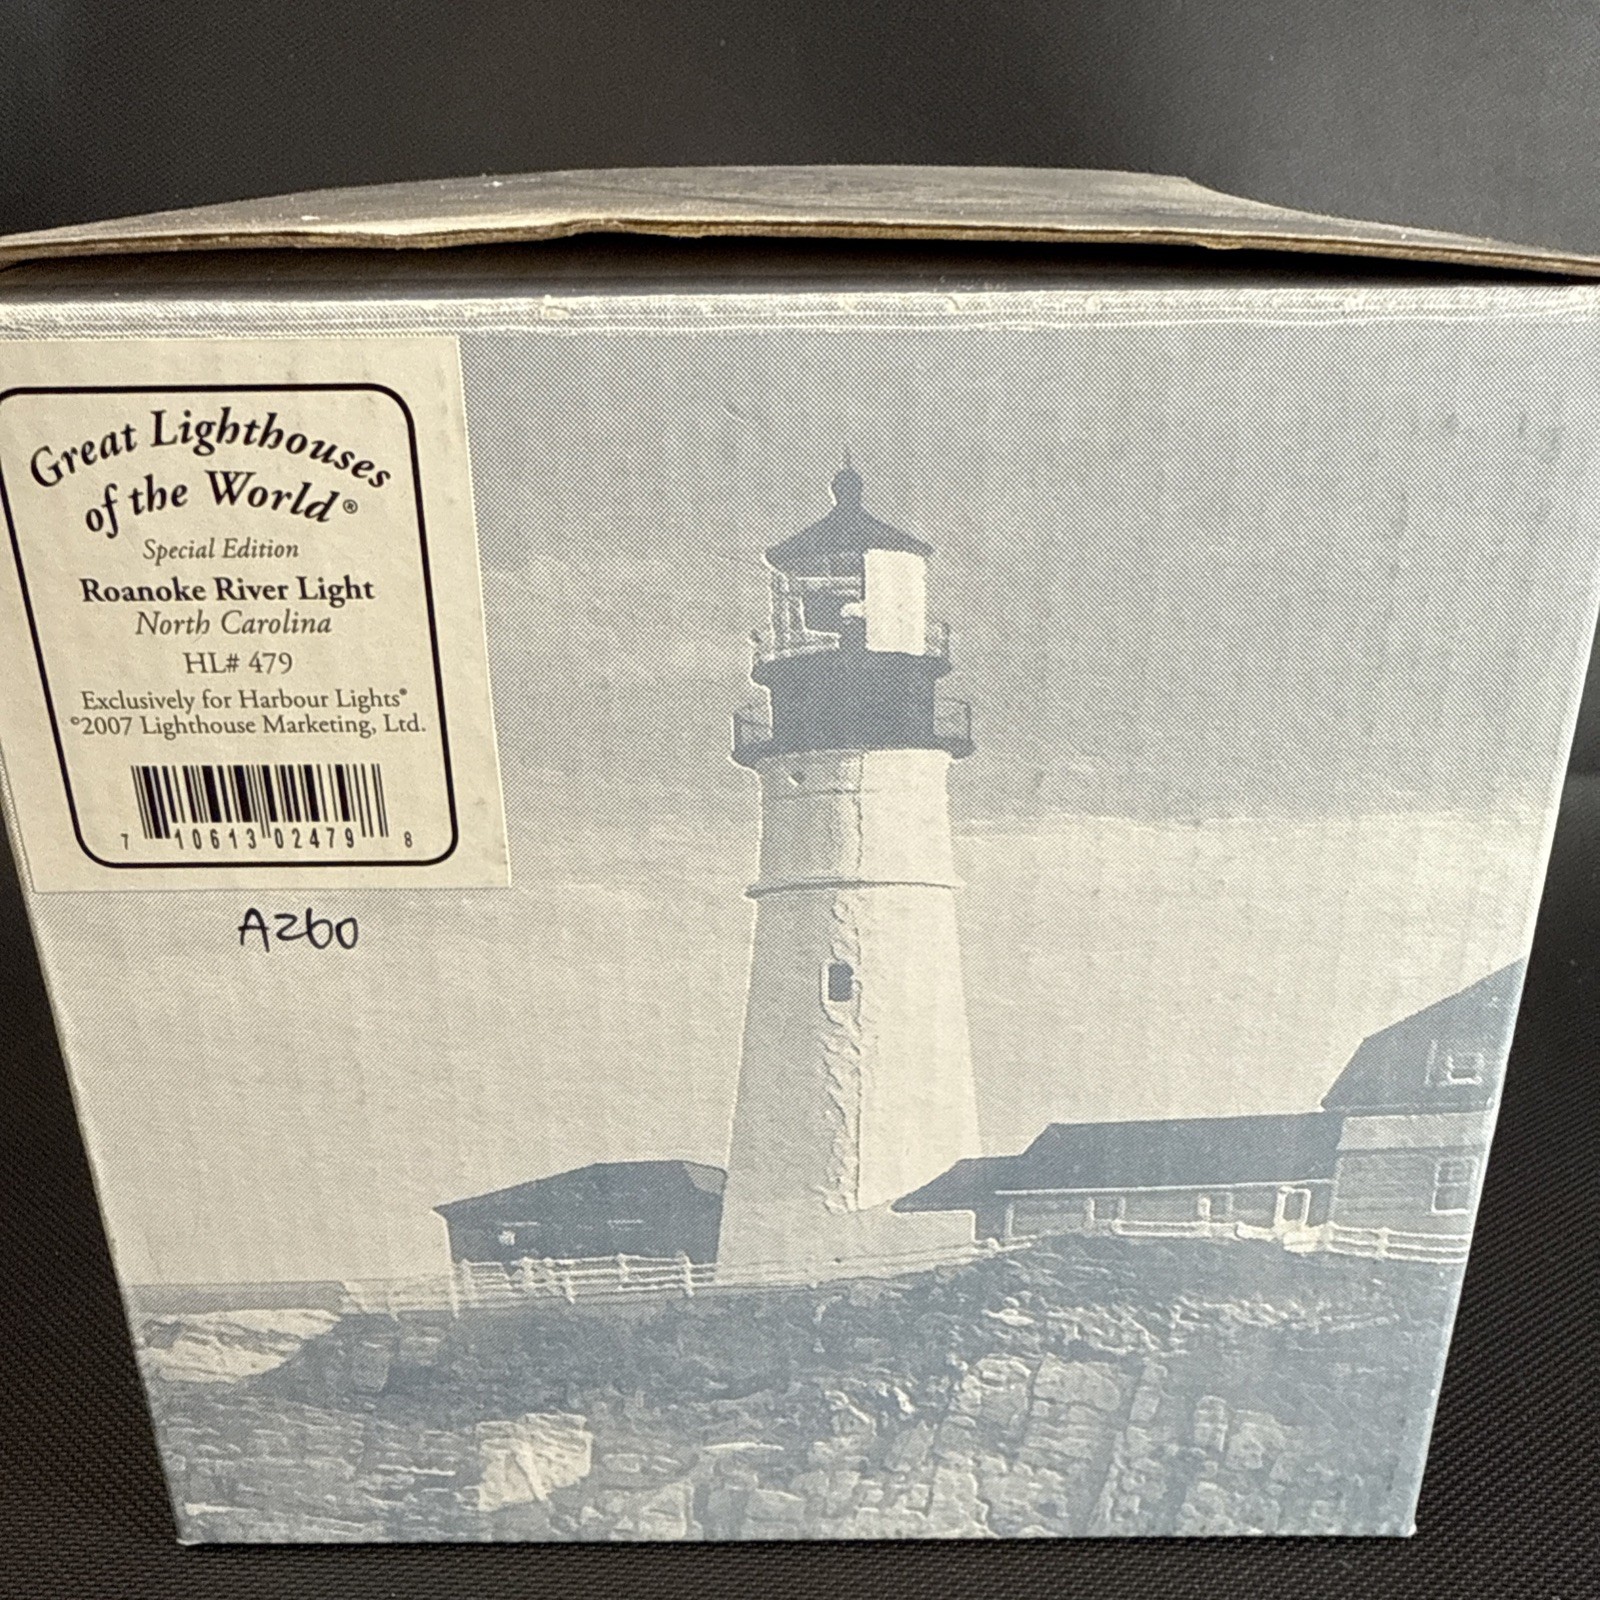 Great Lighthouses
of the World®
Special Edition
Roanoke River Light
North Carolina
HL# 479
Exclusively for Harbour Lights®
©2007 Lighthouse Marketing, Ltd.
7 10613 02479 8
A260